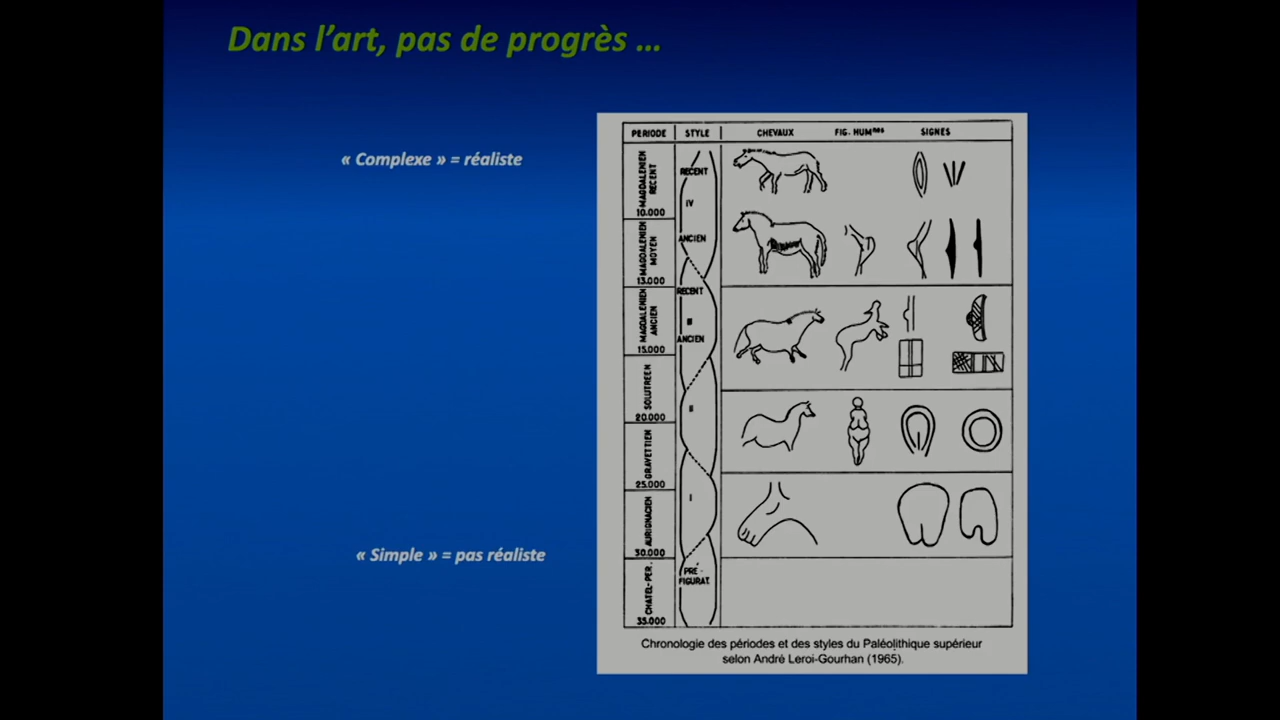 Dans l'art, pas de progrès ...
« Complexe » = réaliste
« Simple » = pas réaliste
PERIODE STYLE CHEVAUX FIG. HUMnes SIGNES
MAGDALENIEN RECENT
RECENT
IV
10.000
MAGDALENIEN MOYEN
ANCIEN
13.000
RECENT
MAGDALENIEN ANCIEN
III
ANCIEN
15.000
SOLUTREEN
II
20.000
GRAVETTIEN
25.000
AURIGNACIEN
I
30.000
CHATEL-PER.
PRE-
FIGURAT.
35.000
Chronologie des périodes et des styles du Paléolithique supérieur
selon André Leroi-Gourhan (1965).